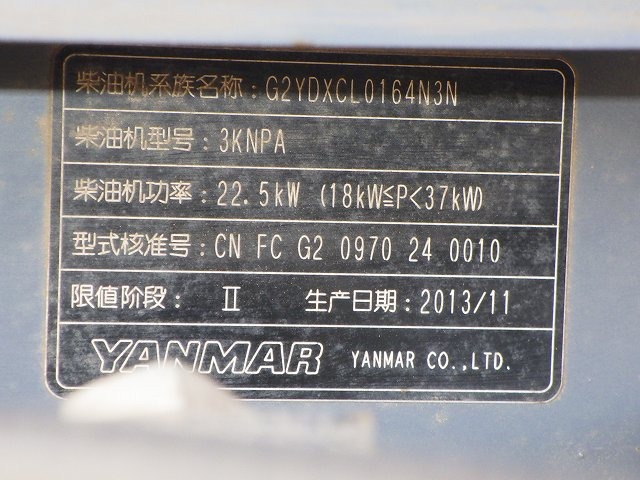 柴油机系族名称：G2YDXCL0164N3N
柴油机型号：3KNPA
柴油机功率：22.5kW (18kW≦P<37kW)
型式核准号：CN FC G2 0970 24 0010
限值阶段： Ⅱ 生产日期：2013/11
YANMAR YANMAR CO.,LTD.